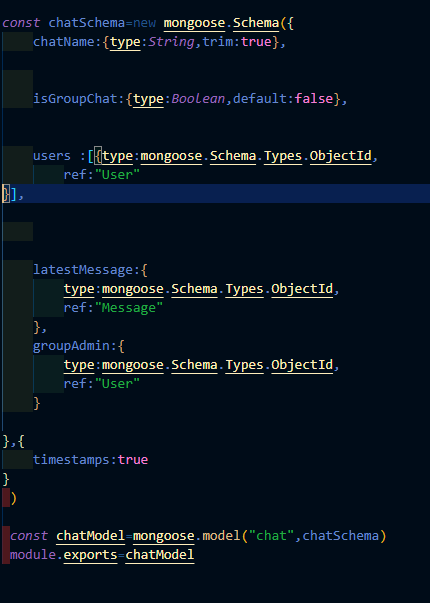 const chatSchema=new mongoose.Schema({
chatName:{type:String,trim:true},
isGroupChat:{type:Boolean,default:false},
users :[{type:mongoose.Schema.Types.ObjectId,
ref:"User"
}],
latestMessage:{
type:mongoose.Schema.Types.ObjectId,
ref:"Message"
},
groupAdmin:{
type:mongoose.Schema.Types.ObjectId,
ref:"User"
}
},{
timestamps:true
}
)
const chatModel=mongoose.model("chat",chatSchema)
module.exports=chatModel